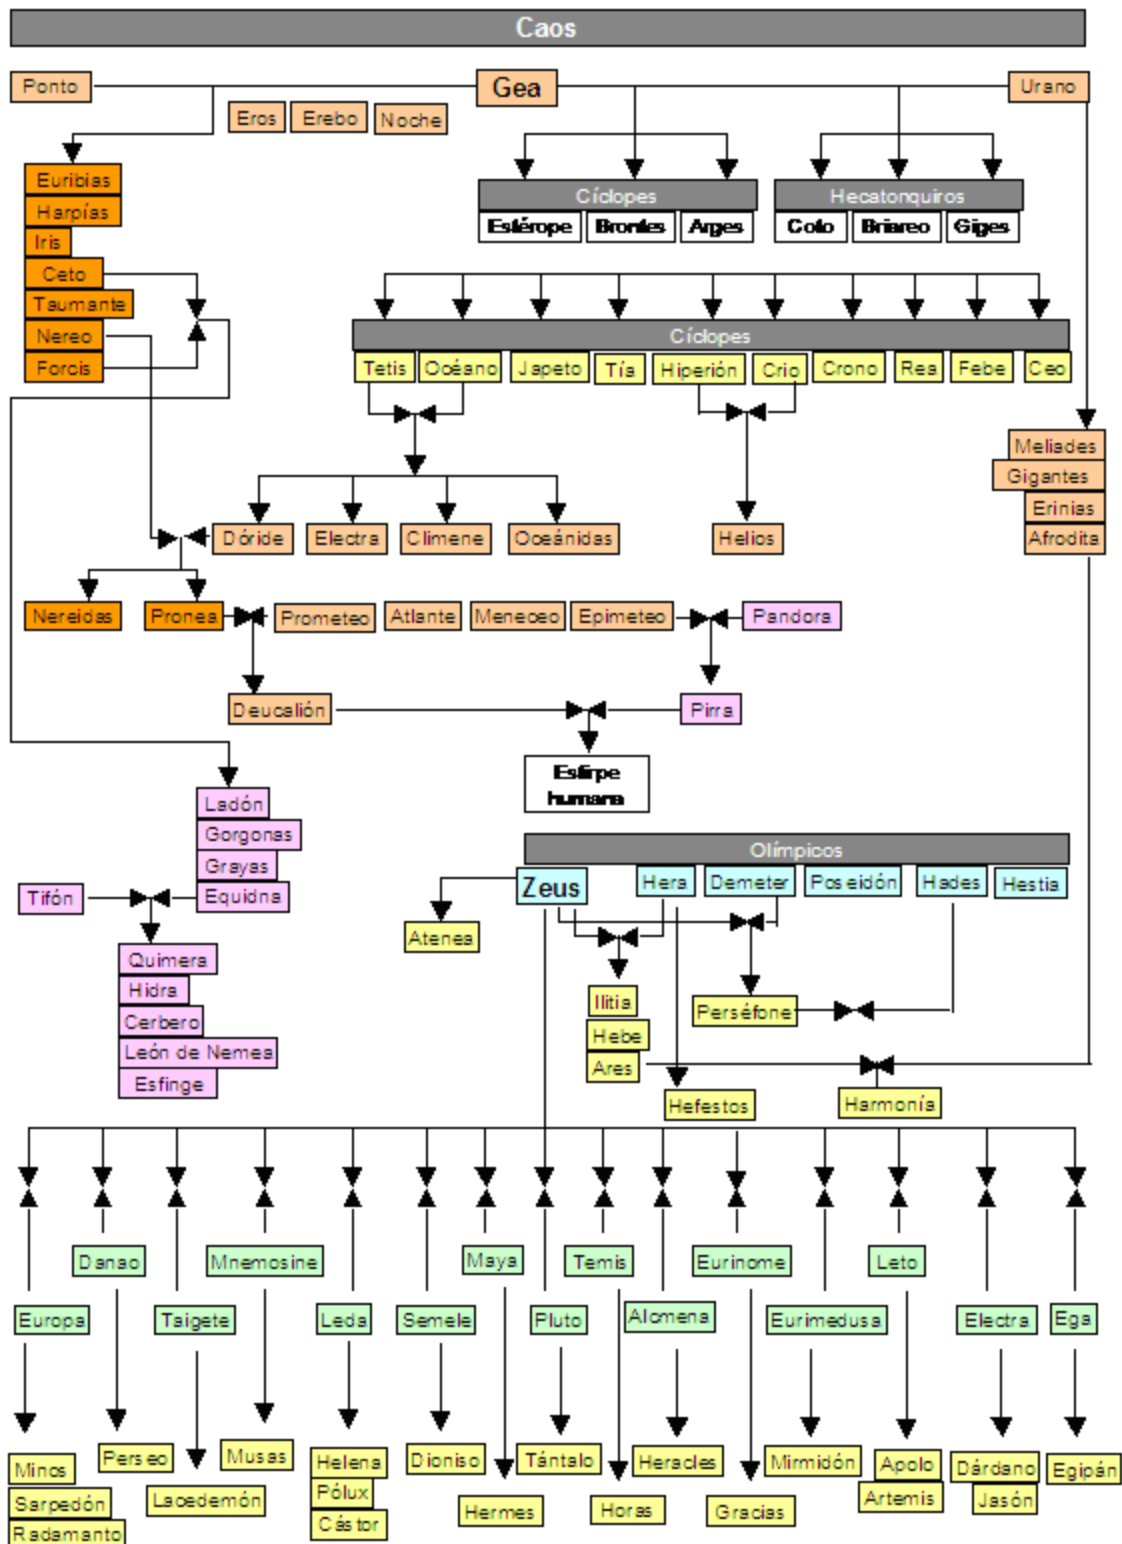 Caos
Ponto
Gea
Urano
Eros
Erebo
Noche
Euribias
Harpías
Iris
Ceto
Taumante
Nereo
Forcis
Cíclopes
Estérope
Brontes
Arges
Hecatonquiros
Coto
Briareo
Giges
Cíclopes
Tetis
Océano
Japeto
Tía
Hiperión
Crio
Crono
Rea
Febe
Ceo
Meliades
Gigantes
Erinias
Afrodita
Dóride
Electra
Climene
Oceánidas
Helios
Nereidas
Pronea
Prometeo
Atlante
Meneceo
Epimeteo
Pandora
Deucalión
Pirra
Estirpe
humana
Ladón
Gorgonas
Grayas
Equidna
Tifón
Quimera
Hidra
Cerbero
León de Nemea
Esfinge
Olímpicos
Zeus
Hera
Demeter
Poseidón
Hades
Hestia
Atenea
Ilitia
Hebe
Ares
Perséfone
Hefestos
Harmonía
Danao
Mnemosine
Maya
Temis
Eurinome
Leto
Europa
Taigete
Leda
Semele
Pluto
Alcmena
Eurimedusa
Electra
Ega
Minos
Sarpedón
Radamanto
Perseo
Lacedemón
Musas
Helena
Pólux
Cástor
Dioniso
Hermes
Tántalo
Horas
Heracles
Gracias
Mirmidón
Apolo
Artemis
Dárdano
Jasón
Egipán